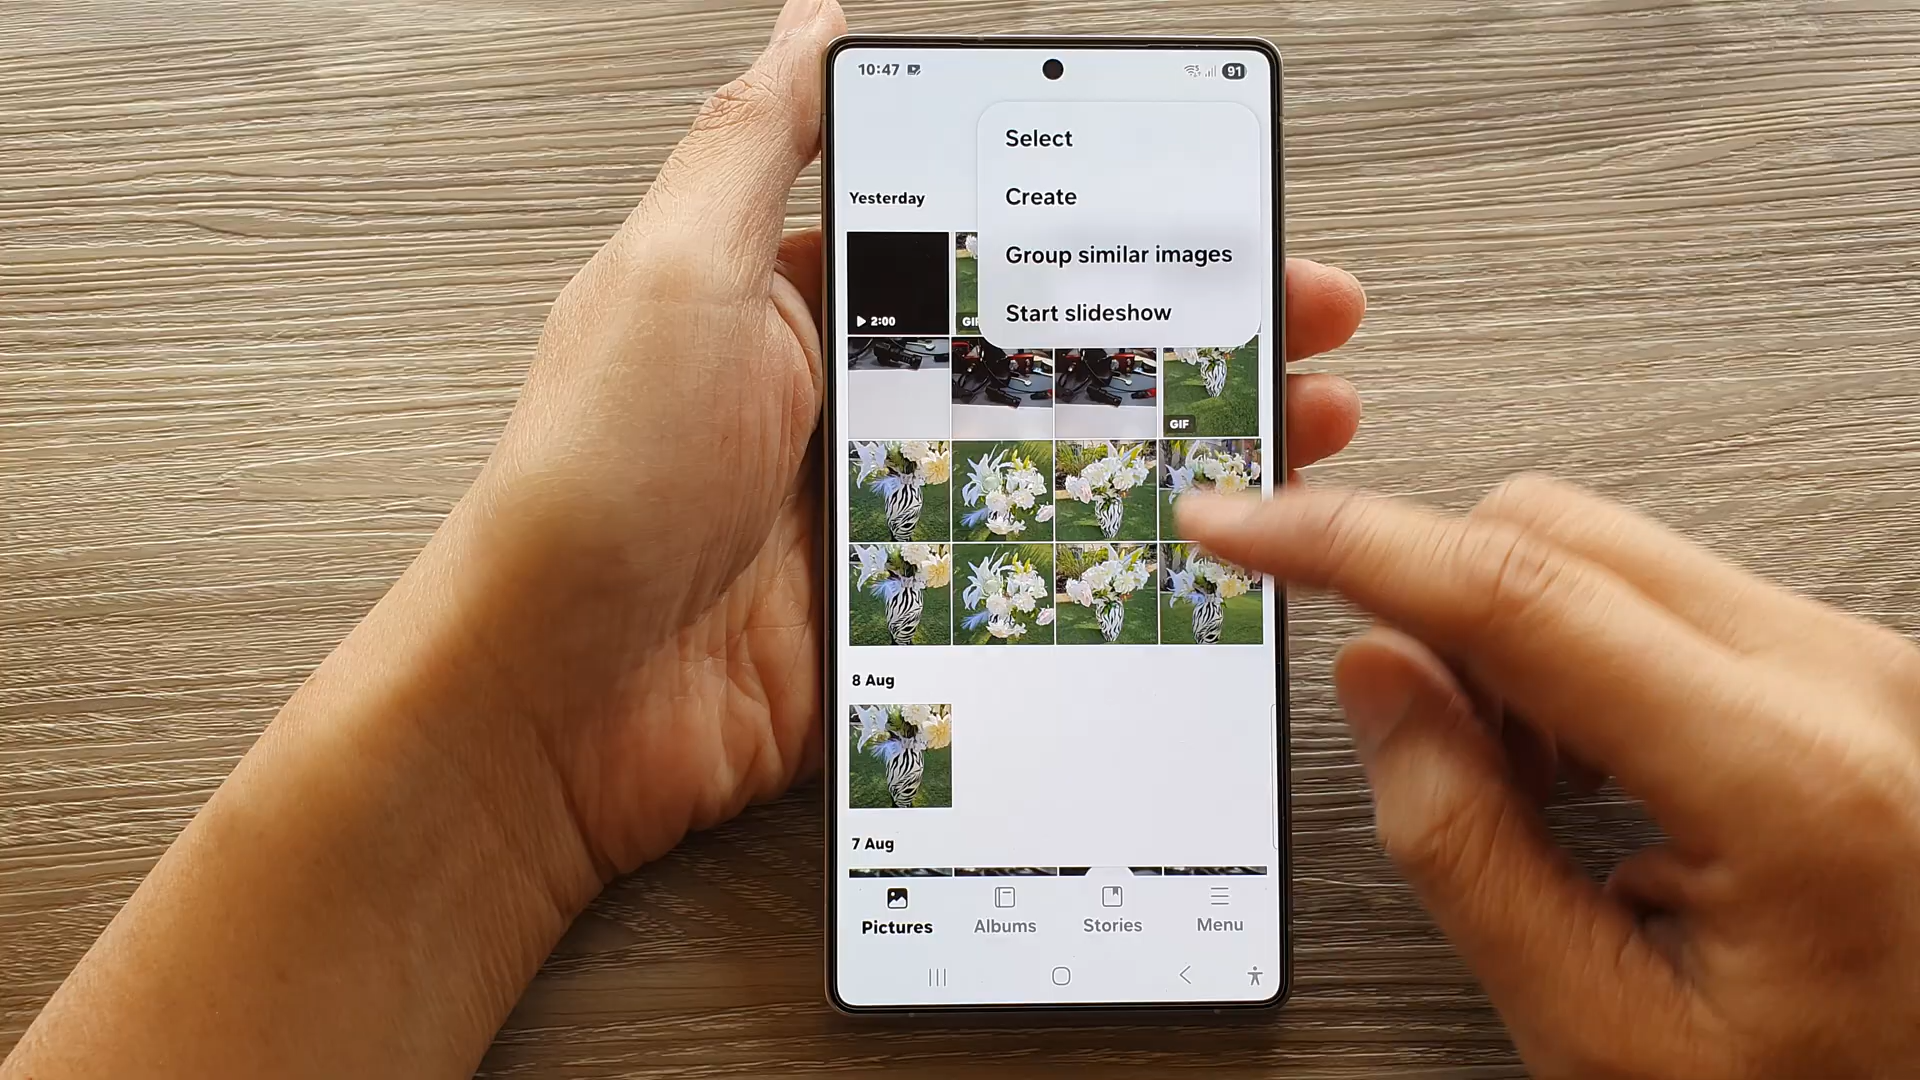 10:47
91
Select
Yesterday
Create
Group similar images
2:00
GIF
Start slideshow
GIF
8 Aug
7 Aug
Pictures
Albums
Stories
Menu